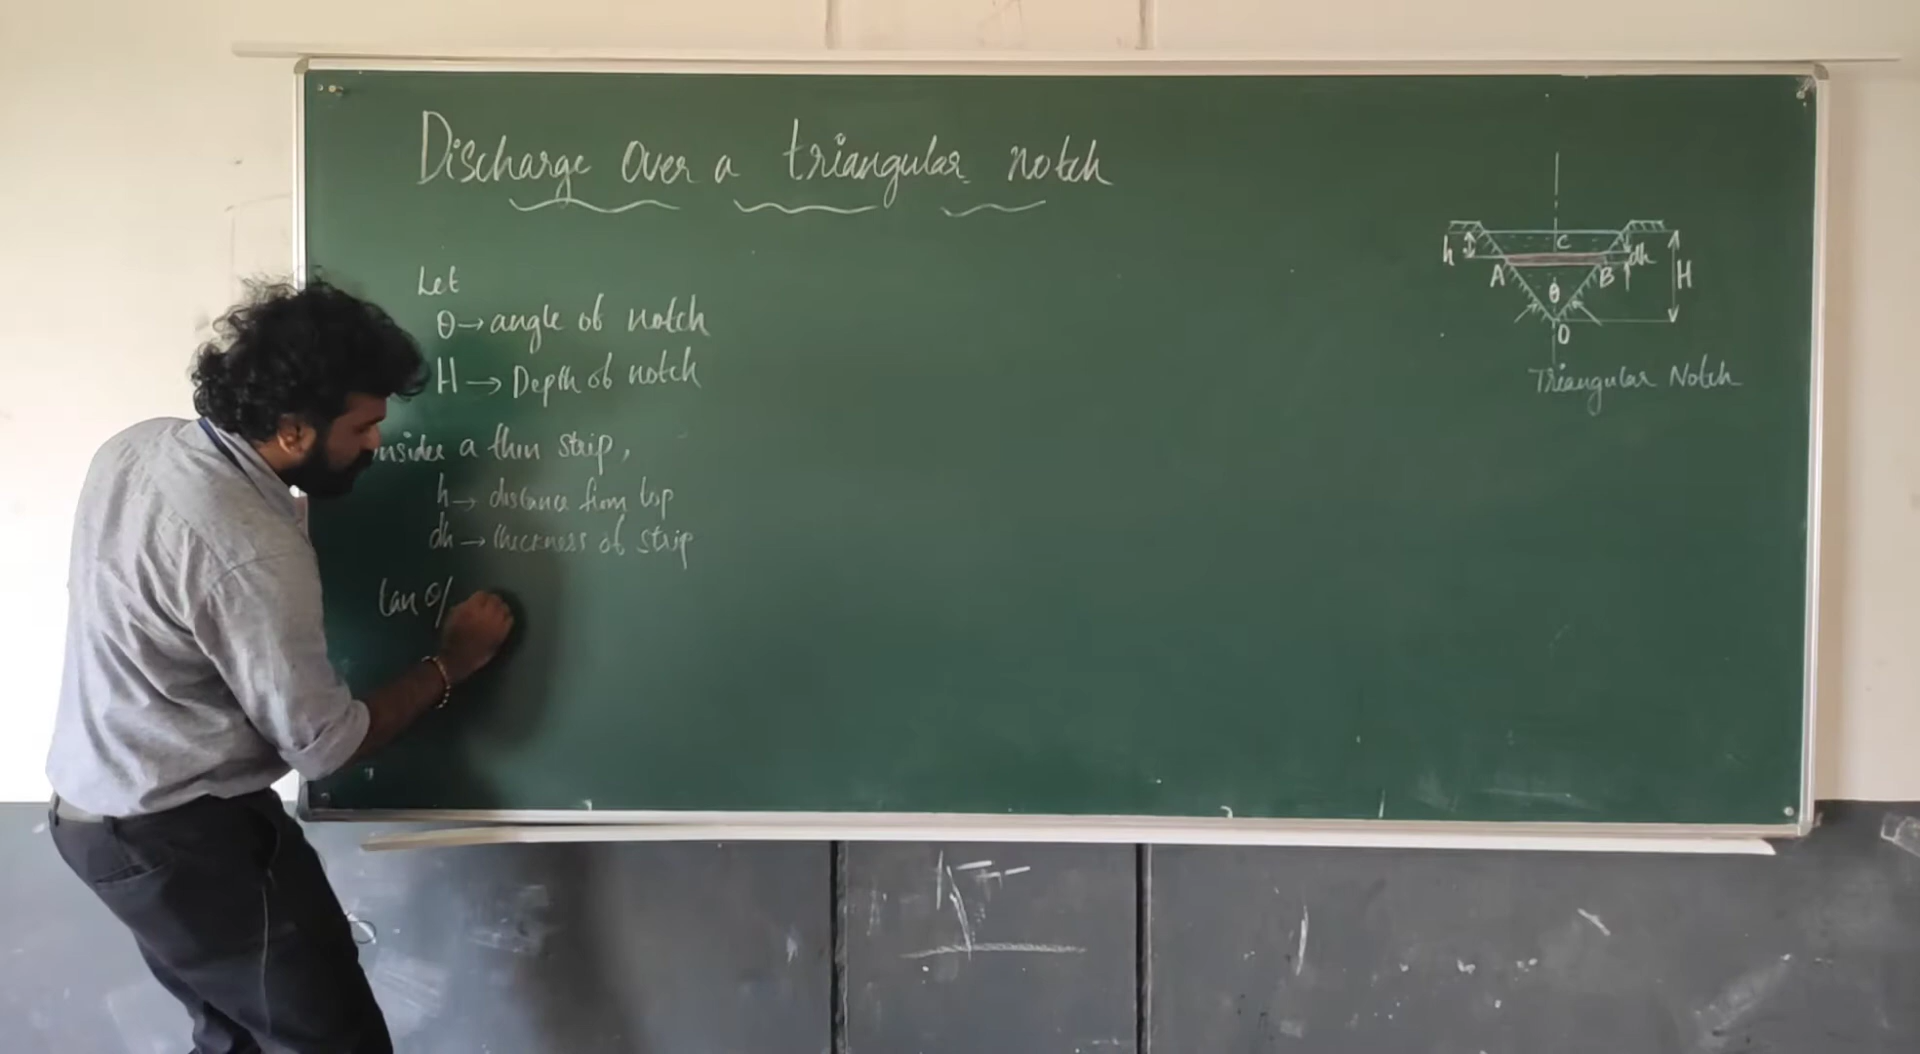 Discharge over a triangular notch
Let
θ→angle of notch
H→Depth of notch
nsider a thin strip,
h→ distance from top
dh→thickness of strip
tan θ/
h
C
dh
A
B
H
θ
O
Triangular Notch